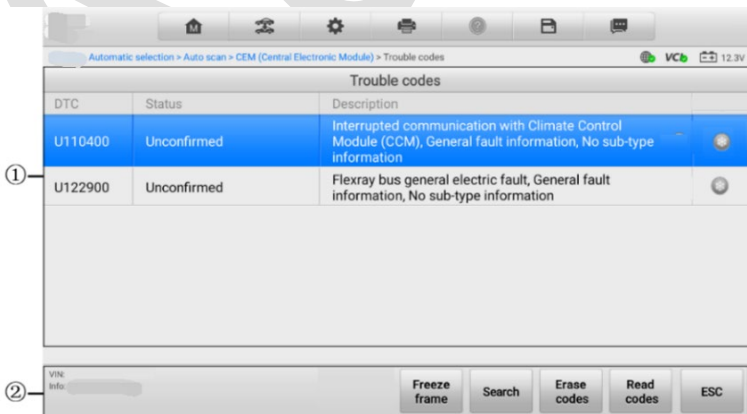 M
Automatic selection > Auto scan > CEM (Central Electronic Module) > Trouble codes
VCI 12.3V
Trouble codes
DTC Status Description
U110400 Unconfirmed Interrupted communication with Climate Control
Module (CCM), General fault information, No sub-type
information
①
U122900 Unconfirmed Flexray bus general electric fault, General fault
information, No sub-type information
②
VIN:
Info:
Freeze
frame
Search
Erase
codes
Read
codes
ESC